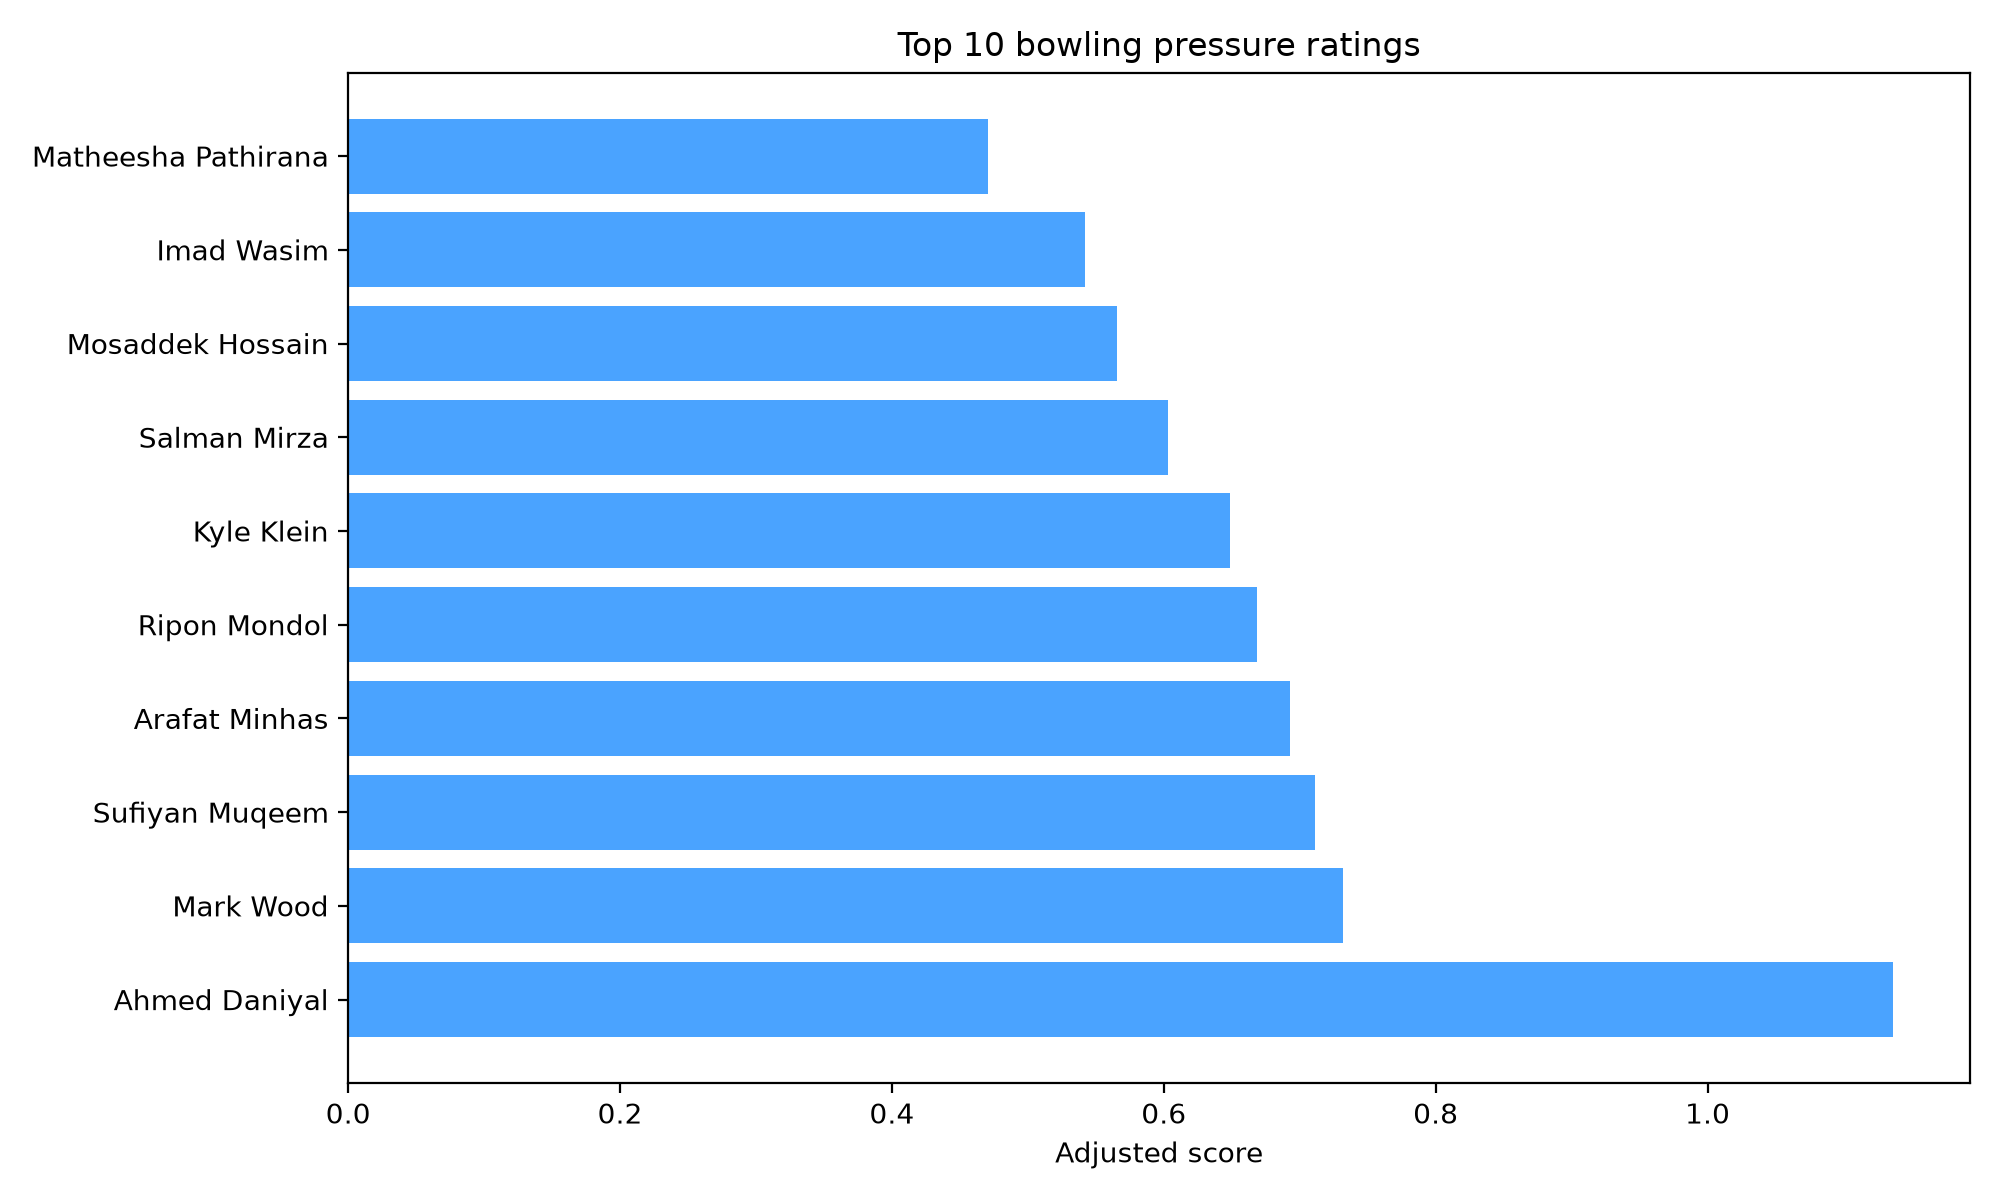 Top 10 bowling pressure ratings
Matheesha Pathirana
Imad Wasim
Mosaddek Hossain
Salman Mirza
Kyle Klein
Ripon Mondol
Arafat Minhas
Sufiyan Muqeem
Mark Wood
Ahmed Daniyal
0.0 0.2 0.4 0.6 0.8 1.0
Adjusted score